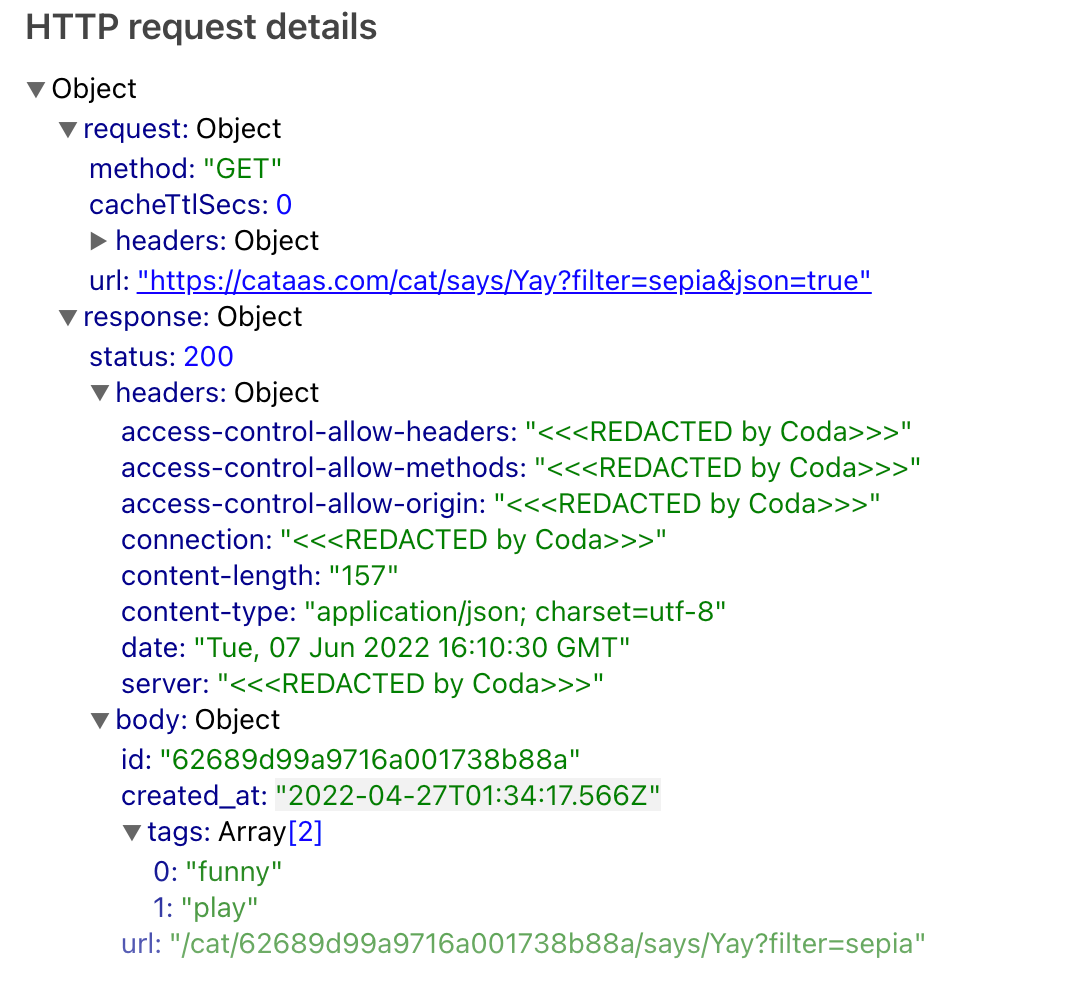 HTTP request details
Object
request: Object
method: "GET"
cacheTtlSecs: 0
headers: Object
url: "https://cataas.com/cat/says/Yay?filter=sepia&json=true"
response: Object
status: 200
headers: Object
access-control-allow-headers: "<<<REDACTED by Coda>>>"
access-control-allow-methods: "<<<REDACTED by Coda>>>"
access-control-allow-origin: "<<<REDACTED by Coda>>>"
connection: "<<<REDACTED by Coda>>>"
content-length: "157"
content-type: "application/json; charset=utf-8"
date: "Tue, 07 Jun 2022 16:10:30 GMT"
server: "<<<REDACTED by Coda>>>"
body: Object
id: "62689d99a9716a001738b88a"
created_at: "2022-04-27T01:34:17.566Z"
tags: Array[2]
0: "funny"
1: "play"
url: "/cat/62689d99a9716a001738b88a/says/Yay?filter=sepia"